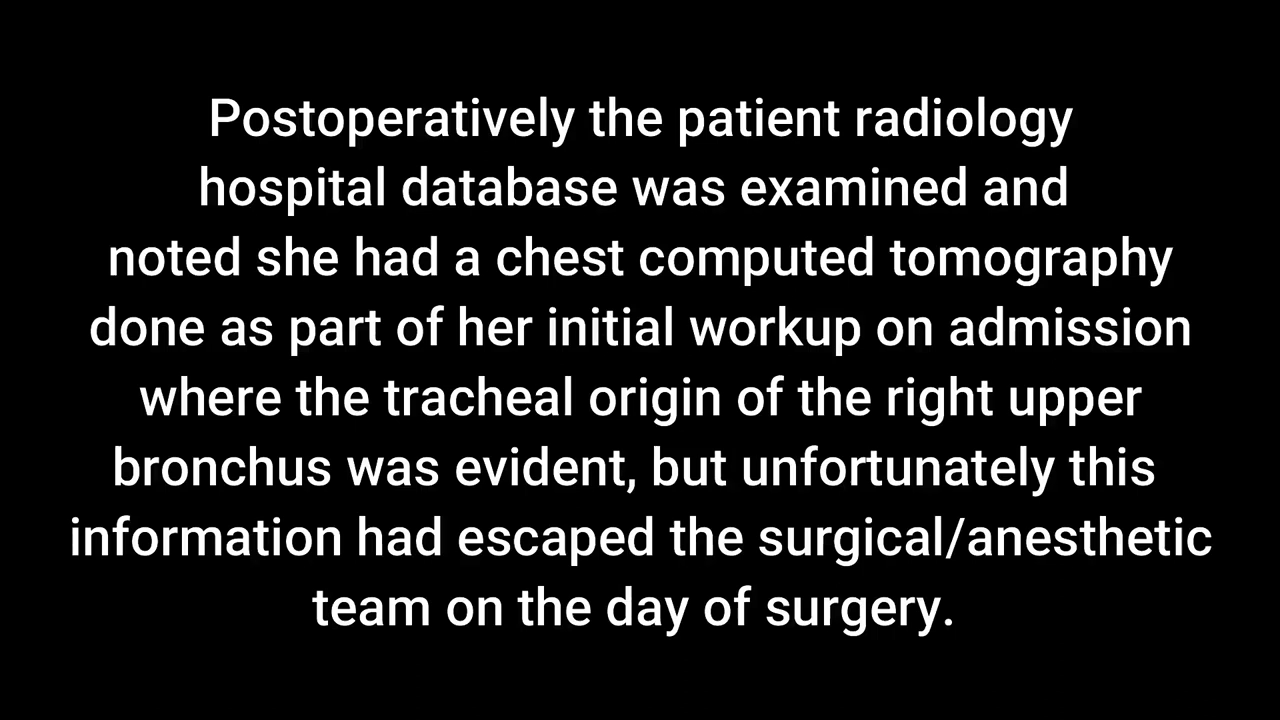 Postoperatively the patient radiology
hospital database was examined and
noted she had a chest computed tomography
done as part of her initial workup on admission
where the tracheal origin of the right upper
bronchus was evident, but unfortunately this
information had escaped the surgical/anesthetic
team on the day of surgery.